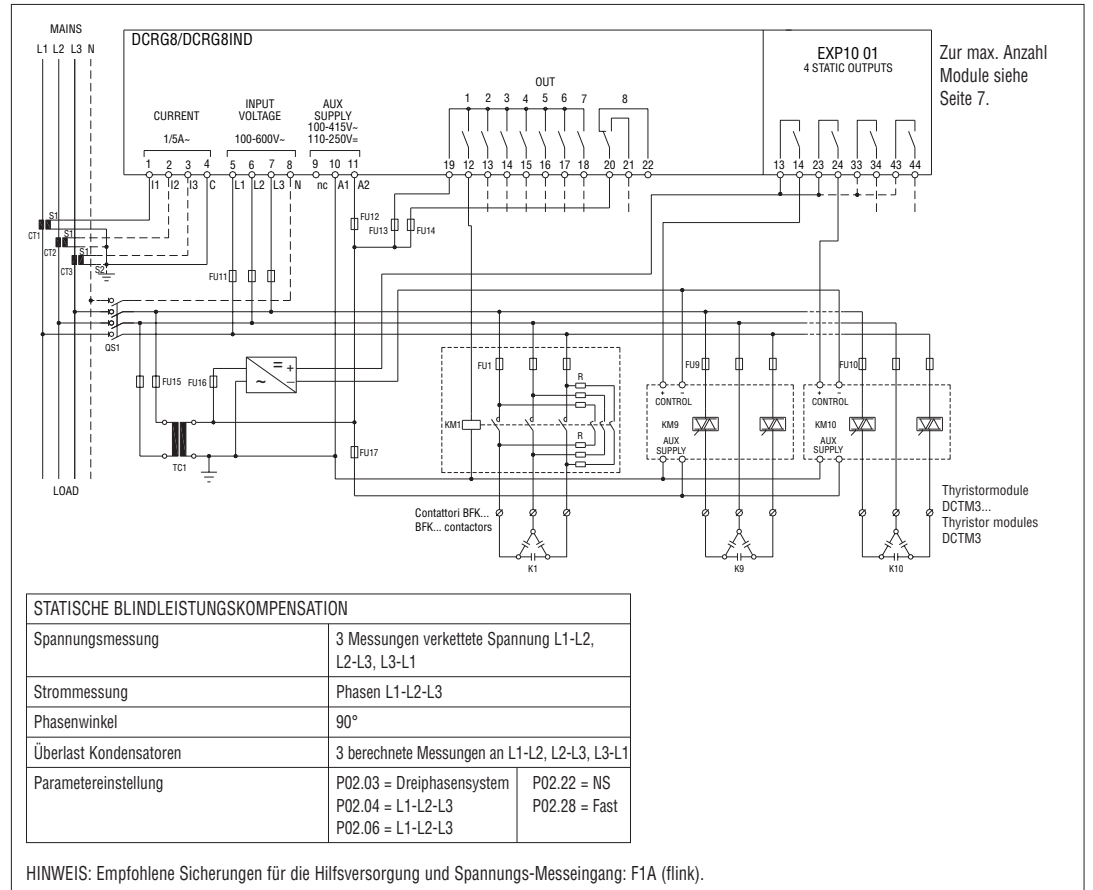 MAINS
L1 L2 L3 N
DCRG8/DCRG8IND
EXP10 01
4 STATIC OUTPUTS
Zur max. Anzahl
Module siehe
Seite 7.
OUT
1 2 3 4 5 6 7 8
CURRENT
1/5A~
INPUT
VOLTAGE
100-600V~
AUX
SUPPLY
100-415V~
110-250V=
1 2 3 4 5 6 7 8 9 10 11 19 12 13 14 15 16 17 18 20 21 22 13 14 23 24 33 34 43 44
I1 I2 I3 C L1 L2 L3 N nc A1 A2
S1
CT1
S1
CT2
S1
CT3
S2
FU12
FU13
FU14
FU11
QS1
FU15
FU16
= + ~ –
TC1
FU17
FU1
R
KM1
R
FU9
+ –
CONTROL
KM9
AUX
SUPPLY
FU10
+ –
CONTROL
KM10
AUX
SUPPLY
LOAD
Contattori BFK...
BFK... contactors
K1
K9
K10
Thyristormodule
DCTM3...
Thyristor modules
DCTM3
STATISCHE BLINDLEISTUNGSKOMPENSATION
Spannungsmessung 3 Messungen verkettete Spannung L1-L2,
L2-L3, L3-L1
Strommessung Phasen L1-L2-L3
Phasenwinkel 90°
Überlast Kondensatoren 3 berechnete Messungen an L1-L2, L2-L3, L3-L1
Parametereinstellung P02.03 = Dreiphasensystem P02.22 = NS
P02.04 = L1-L2-L3 P02.28 = Fast
P02.06 = L1-L2-L3
HINWEIS: Empfohlene Sicherungen für die Hilfsversorgung und Spannungs-Messeingang: F1A (flink).